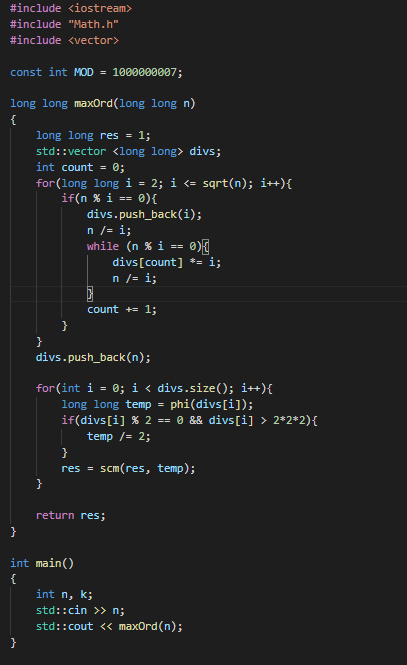 #include <iostream>
#include "Math.h"
#include <vector>

const int MOD = 1000000007;

long long maxOrd(long long n)
{
    long long res = 1;
    std::vector <long long> divs;
    int count = 0;
    for(long long i = 2; i <= sqrt(n); i++){
        if(n % i == 0){
            divs.push_back(i);
            n /= i;
            while (n % i == 0){
                divs[count] *= i;
                n /= i;
            }
            count += 1;
        }
    }
    divs.push_back(n);

    for(int i = 0; i < divs.size(); i++){
        long long temp = phi(divs[i]);
        if(divs[i] % 2 == 0 && divs[i] > 2*2*2){
            temp /= 2;
        }
        res = scm(res, temp);
    }

    return res;
}

int main()
{
    int n, k;
    std::cin >> n;
    std::cout << maxOrd(n);
}